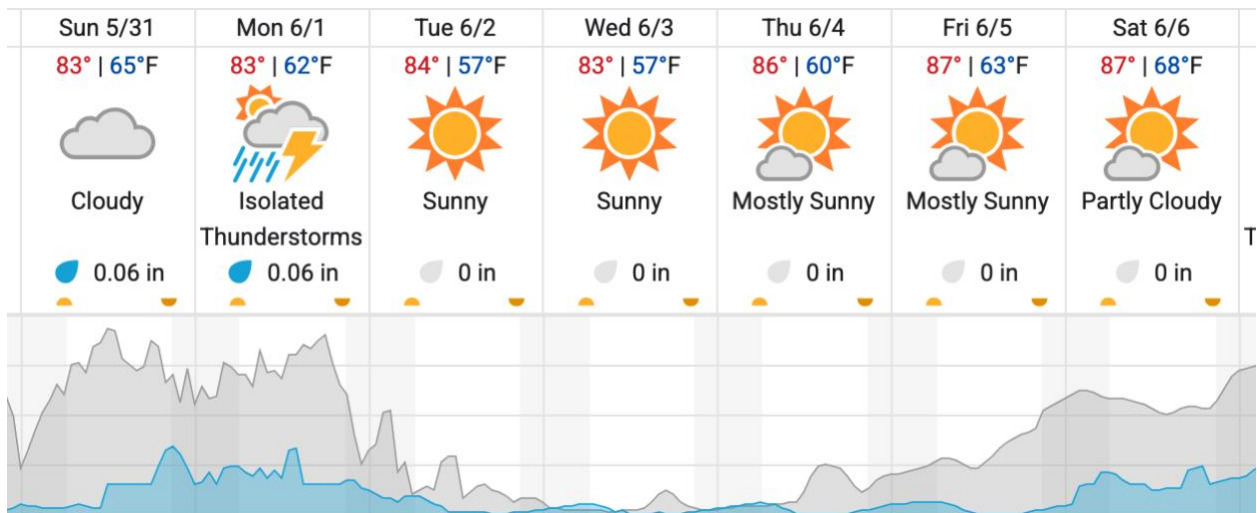 Sun 5/31 Mon 6/1 Tue 6/2 Wed 6/3 Thu 6/4 Fri 6/5 Sat 6/6
83° | 65°F 83° | 62°F 84° | 57°F 83° | 57°F 86° | 60°F 87° | 63°F 87° | 68°F
Cloudy Isolated Sunny Sunny Mostly Sunny Mostly Sunny Partly Cloudy
Thunderstorms T
0.06 in 0.06 in 0 in 0 in 0 in 0 in 0 in